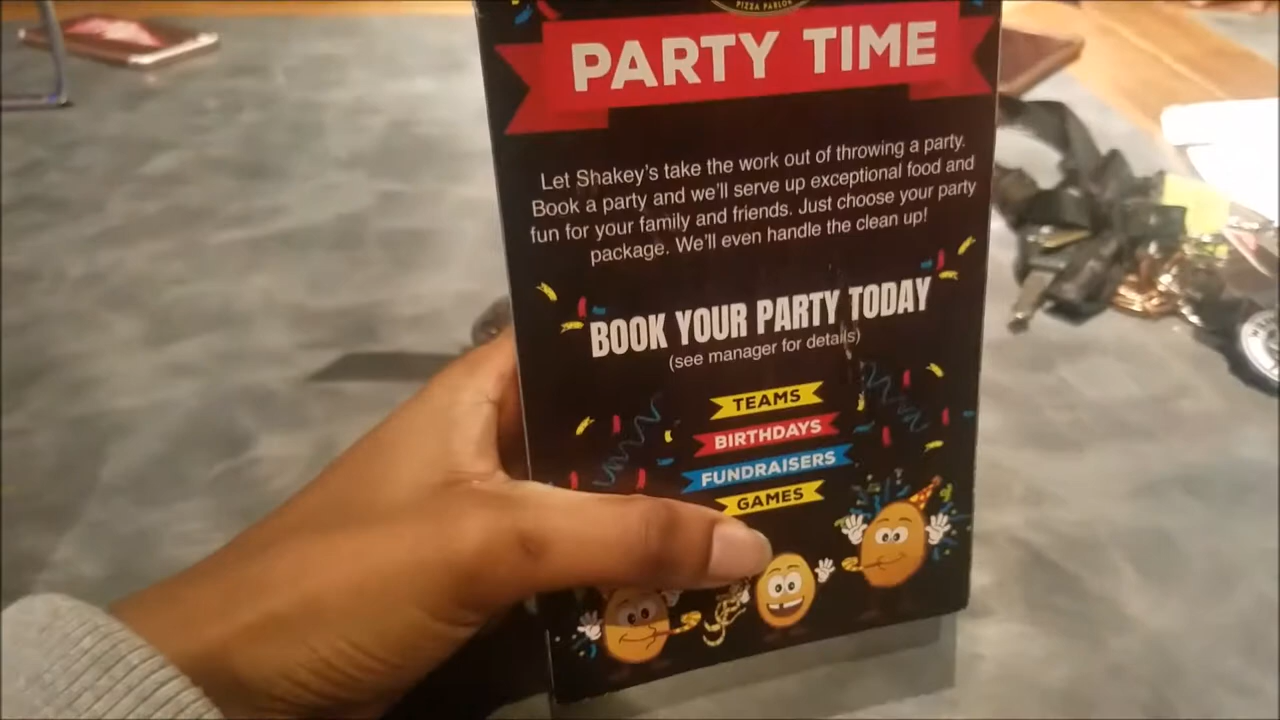 PIZZA PARLOR
PARTY TIME
Let Shakey's take the work out of throwing a party.
Book a party and we'll serve up exceptional food and
fun for your family and friends. Just choose your party
package. We'll even handle the clean up!
BOOK YOUR PARTY TODAY
(see manager for details)
TEAMS
BIRTHDAYS
FUNDRAISERS
GAMES